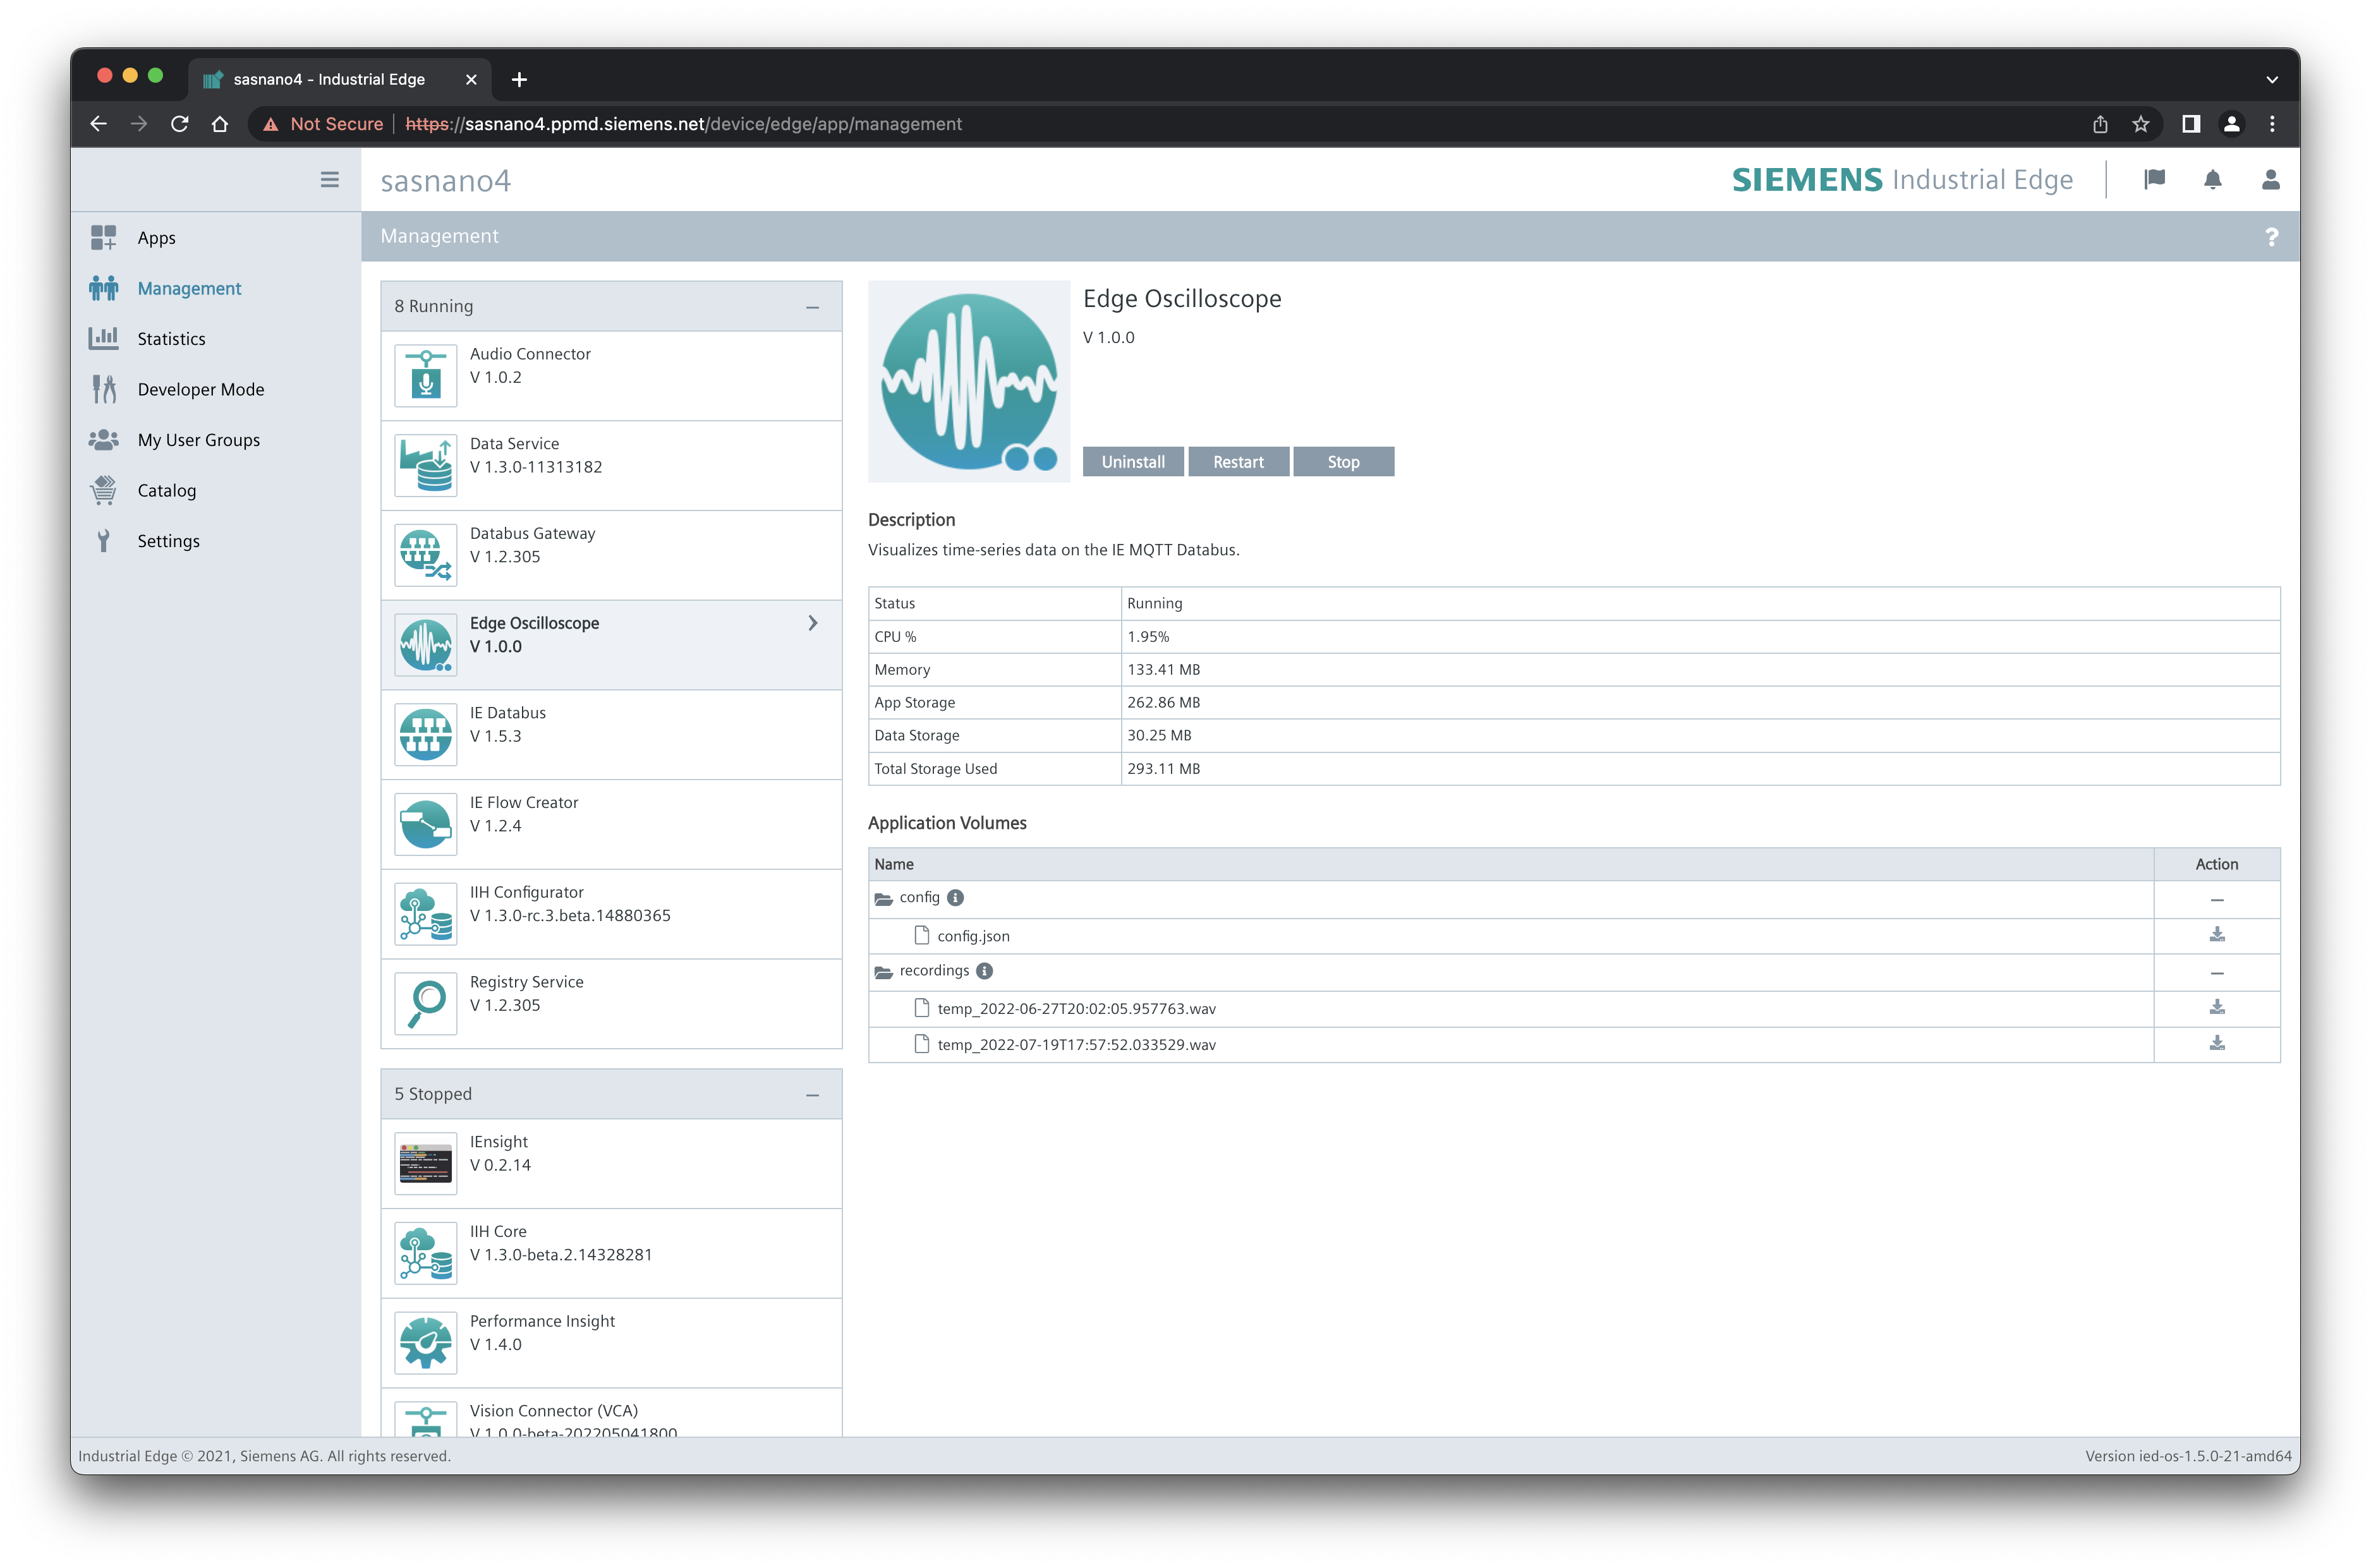 sasnano4 - Industrial Edge
Not Secure https://sasnano4.ppmd.siemens.net/device/edge/app/management
sasnano4
SIEMENS Industrial Edge
Apps
Management
Statistics
Developer Mode
My User Groups
Catalog
Settings
Management
?
8 Running
Audio Connector
V 1.0.2
Data Service
V 1.3.0-11313182
Databus Gateway
V 1.2.305
Edge Oscilloscope
V 1.0.0
IE Databus
V 1.5.3
IE Flow Creator
V 1.2.4
IIH Configurator
V 1.3.0-rc.3.beta.14880365
Registry Service
V 1.2.305
5 Stopped
IEnsight
V 0.2.14
IIH Core
V 1.3.0-beta.2.14328281
Performance Insight
V 1.4.0
Vision Connector (VCA)
V 1.0.0-beta-202205041800
Edge Oscilloscope
V 1.0.0
Uninstall Restart Stop
Description
Visualizes time-series data on the IE MQTT Databus.
Status Running
CPU % 1.95%
Memory 133.41 MB
App Storage 262.86 MB
Data Storage 30.25 MB
Total Storage Used 293.11 MB
Application Volumes
Name Action
config
config.json
recordings
temp_2022-06-27T20:02:05.957763.wav
temp_2022-07-19T17:57:52.033529.wav
Industrial Edge © 2021, Siemens AG. All rights reserved.
Version ied-os-1.5.0-21-amd64